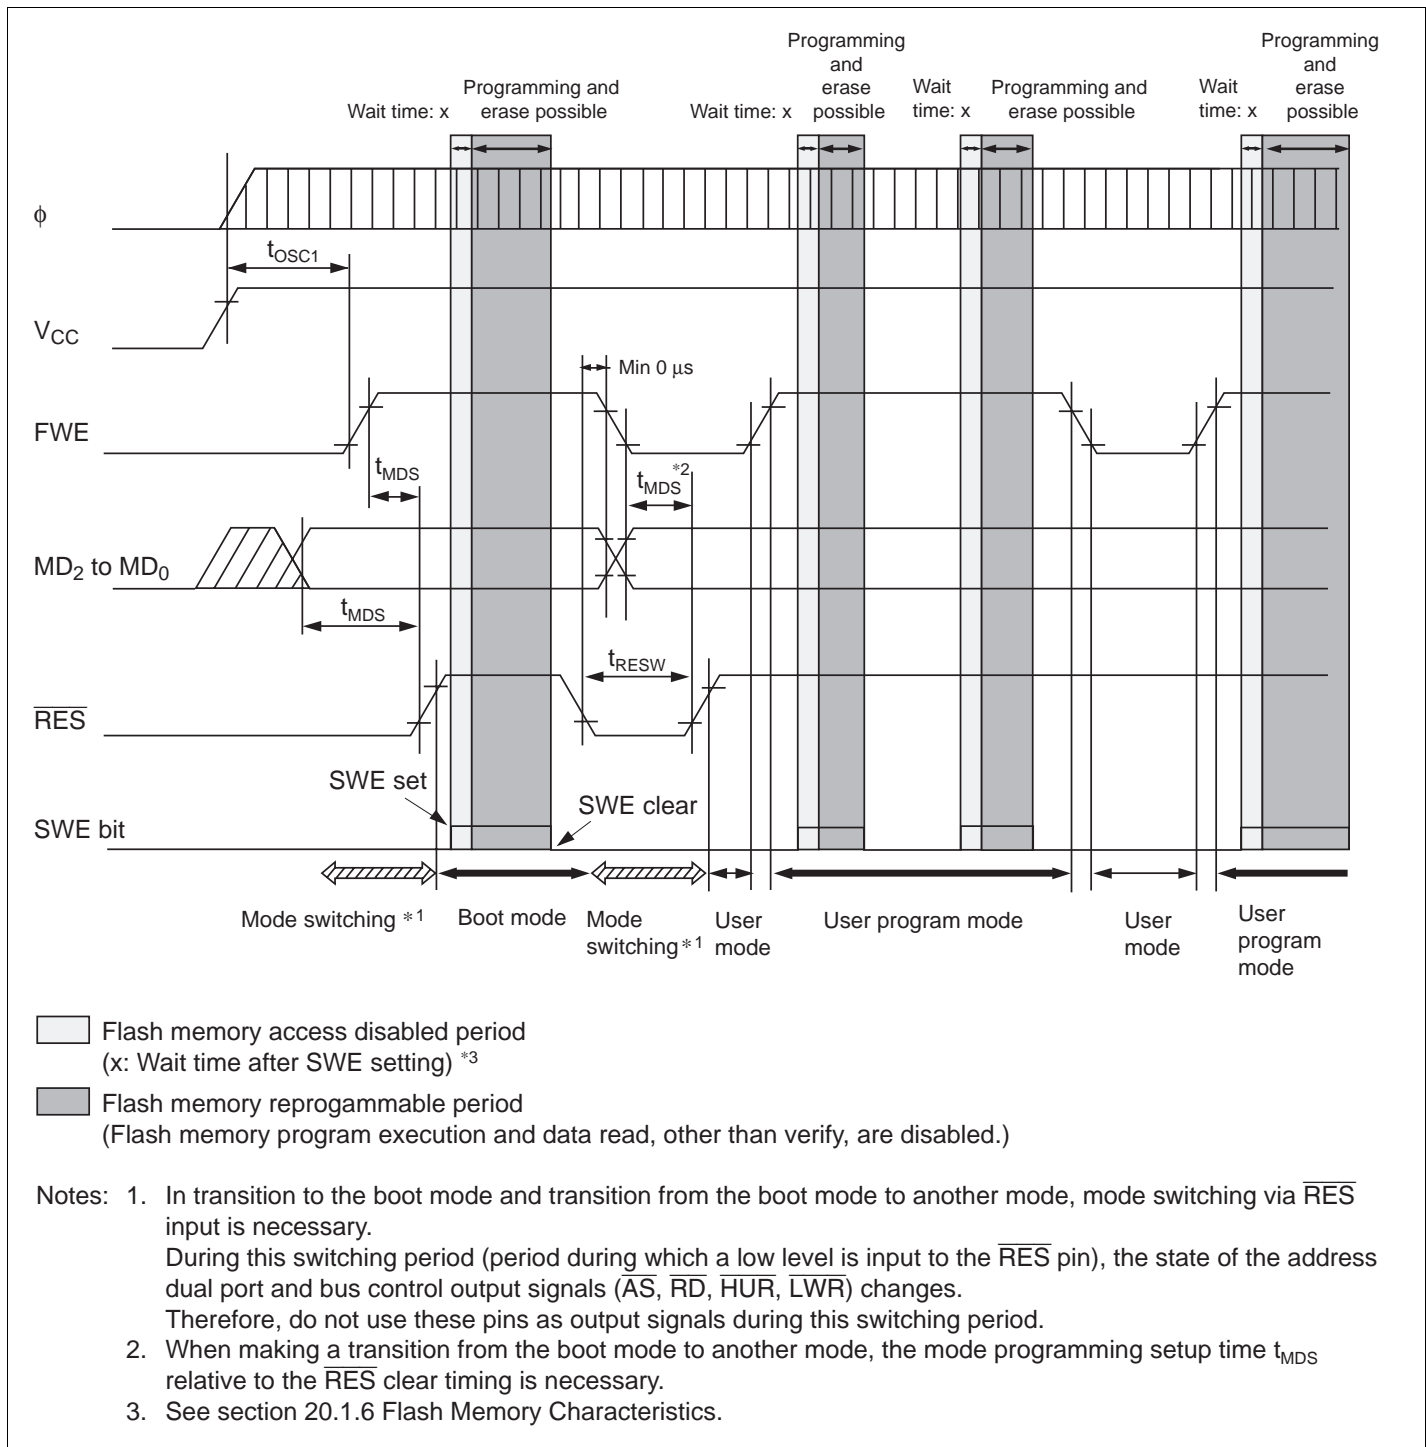 Programming
and
erase
possible
Programming
and
erase
possible
Wait time: x
Programming and
erase possible
Wait time: x
Wait
time: x
Programming and
erase possible
Wait
time: x
ϕ
tOSC1
VCC
Min 0 μs
FWE
tMDS
tMDS*2
MD2 to MD0
tMDS
tRESW
RES
SWE set
SWE clear
SWE bit
Mode switching *1
Boot mode
Mode
switching*1
User
mode
User program mode
User
mode
User
program
mode
Flash memory access disabled period
(x: Wait time after SWE setting) *3
Flash memory reprogammable period
(Flash memory program execution and data read, other than verify, are disabled.)
Notes: 1. In transition to the boot mode and transition from the boot mode to another mode, mode switching via RES
input is necessary.
During this switching period (period during which a low level is input to the RES pin), the state of the address
dual port and bus control output signals (AS, RD, HUR, LWR) changes.
Therefore, do not use these pins as output signals during this switching period.
2. When making a transition from the boot mode to another mode, the mode programming setup time tMDS
relative to the RES clear timing is necessary.
3. See section 20.1.6 Flash Memory Characteristics.